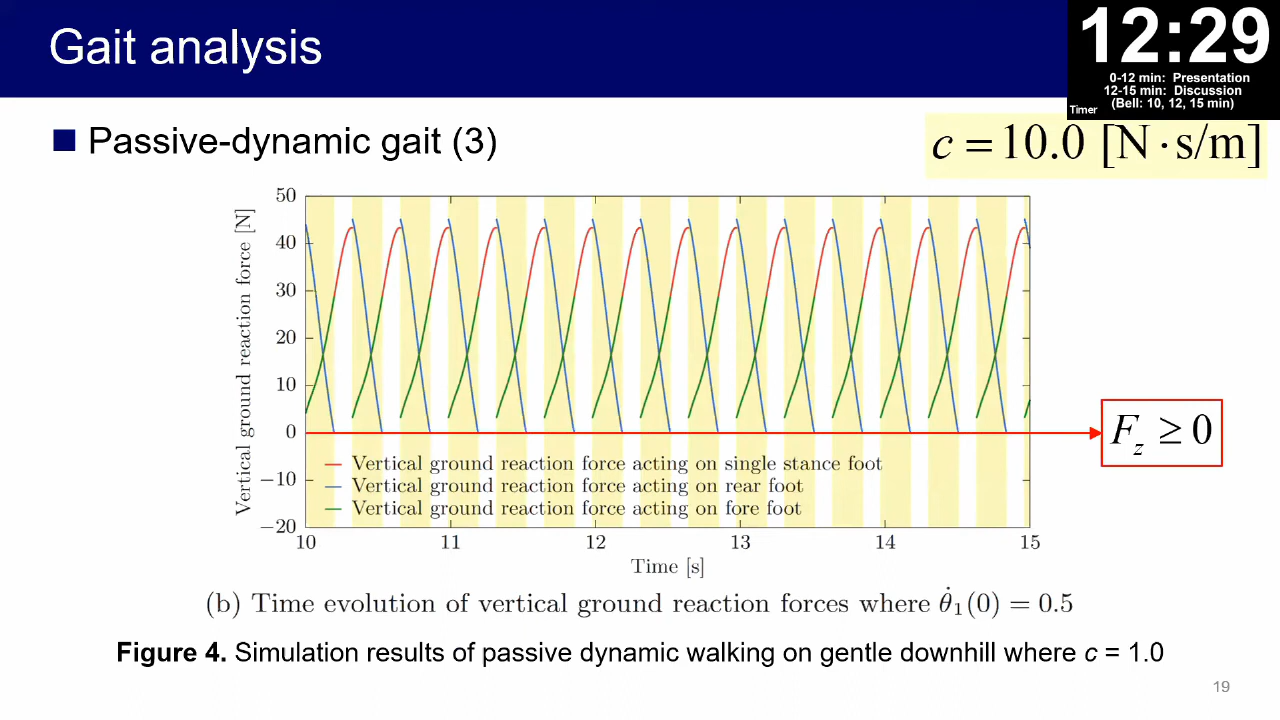 Gait analysis
12:29
0-12 min: Presentation
12-15 min: Discussion
(Bell: 10, 12, 15 min)
Timer
■ Passive-dynamic gait (3)
c = 10.0 [N·s/m]
Vertical ground reaction force [N]
50
40
30
20
10
0
−10
−20
F_z ≥ 0
Vertical ground reaction force acting on single stance foot
Vertical ground reaction force acting on rear foot
Vertical ground reaction force acting on fore foot
10 11 12 13 14 15
Time [s]
(b) Time evolution of vertical ground reaction forces where θ̇₁(0) = 0.5
Figure 4. Simulation results of passive dynamic walking on gentle downhill where c = 1.0
19